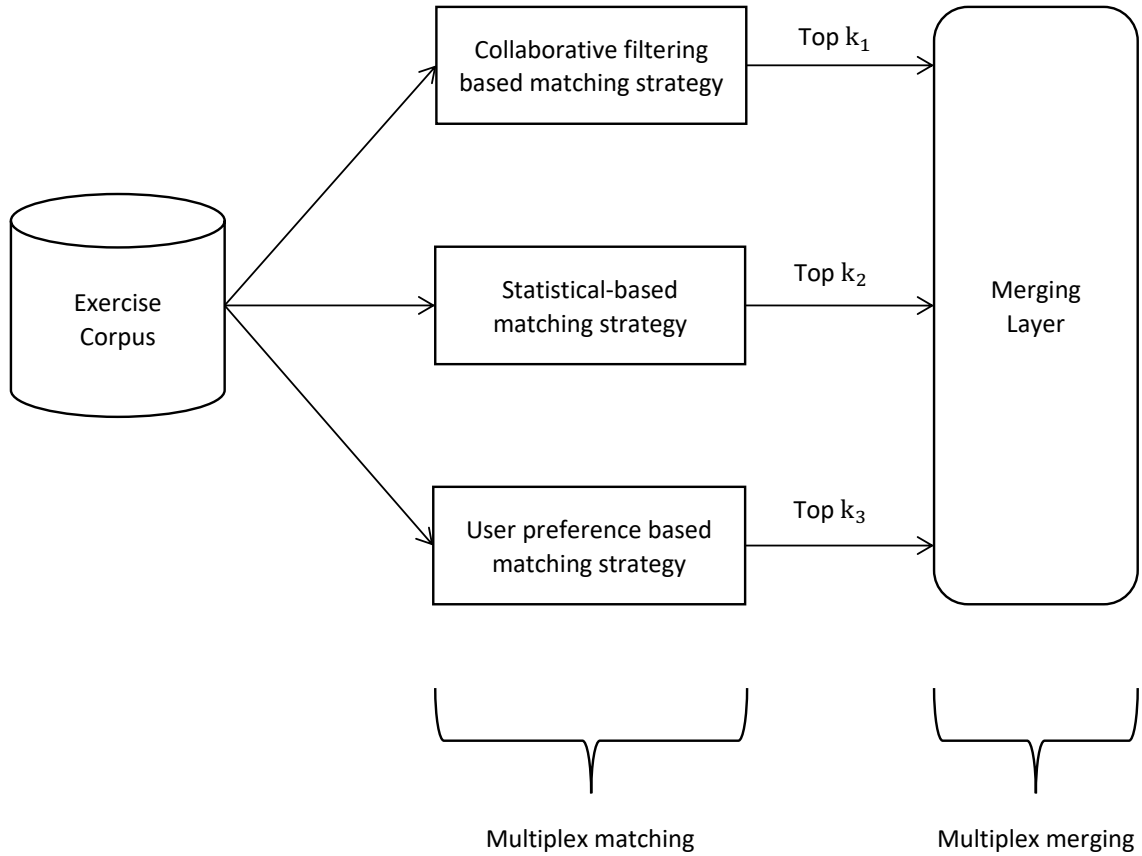 Collaborative filtering
based matching strategy
Top k₁
Exercise
Corpus
Statistical-based
matching strategy
Top k₂
Merging
Layer
User preference based
matching strategy
Top k₃
Multiplex matching
Multiplex merging